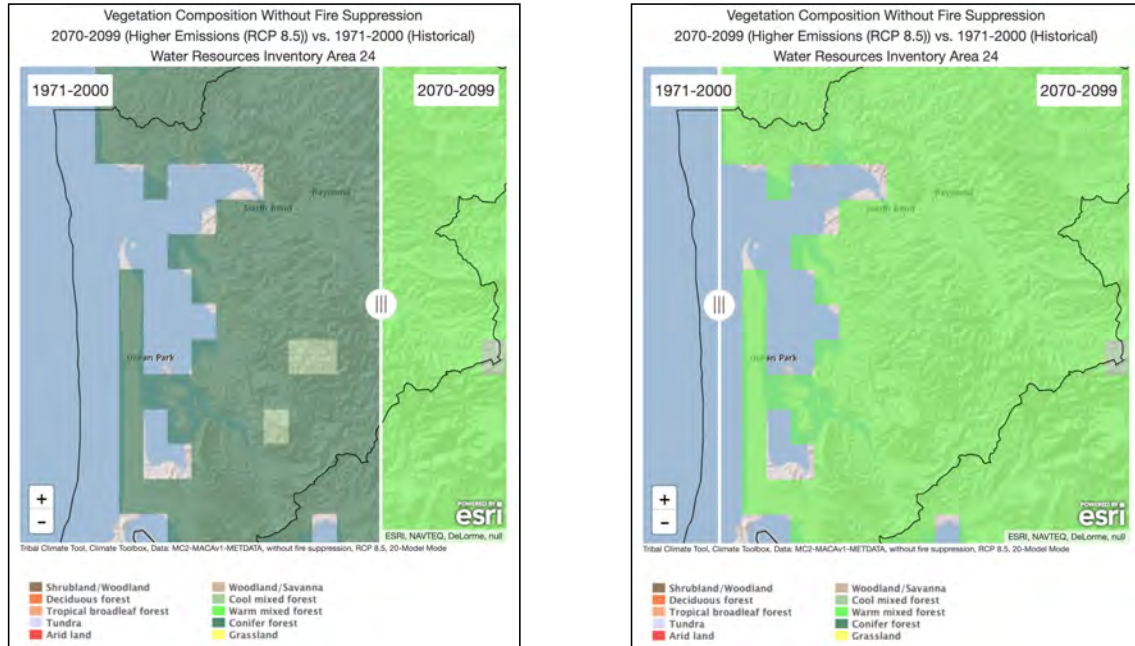 Vegetation Composition Without Fire Suppression
2070-2099 (Higher Emissions (RCP 8.5)) vs. 1971-2000 (Historical)
Water Resources Inventory Area 24
1971-2000
2070-2099
Raymond
South Bend
Ocean Park
+
−
POWERED BY
esri
ESRI, NAVTEQ, DeLorme, null
Tribal Climate Tool, Climate Toolbox, Data: MC2-MACAv1-METDATA, without fire suppression, RCP 8.5, 20-Model Mode
Shrubland/Woodland
Deciduous forest
Tropical broadleaf forest
Tundra
Arid land
Woodland/Savanna
Cool mixed forest
Warm mixed forest
Conifer forest
Grassland
Vegetation Composition Without Fire Suppression
2070-2099 (Higher Emissions (RCP 8.5)) vs. 1971-2000 (Historical)
Water Resources Inventory Area 24
1971-2000
2070-2099
Raymond
South Bend
Ocean Park
+
−
POWERED BY
esri
ESRI, NAVTEQ, DeLorme, null
Tribal Climate Tool, Climate Toolbox, Data: MC2-MACAv1-METDATA, without fire suppression, RCP 8.5, 20-Model Mode
Shrubland/Woodland
Deciduous forest
Tropical broadleaf forest
Tundra
Arid land
Woodland/Savanna
Cool mixed forest
Warm mixed forest
Conifer forest
Grassland